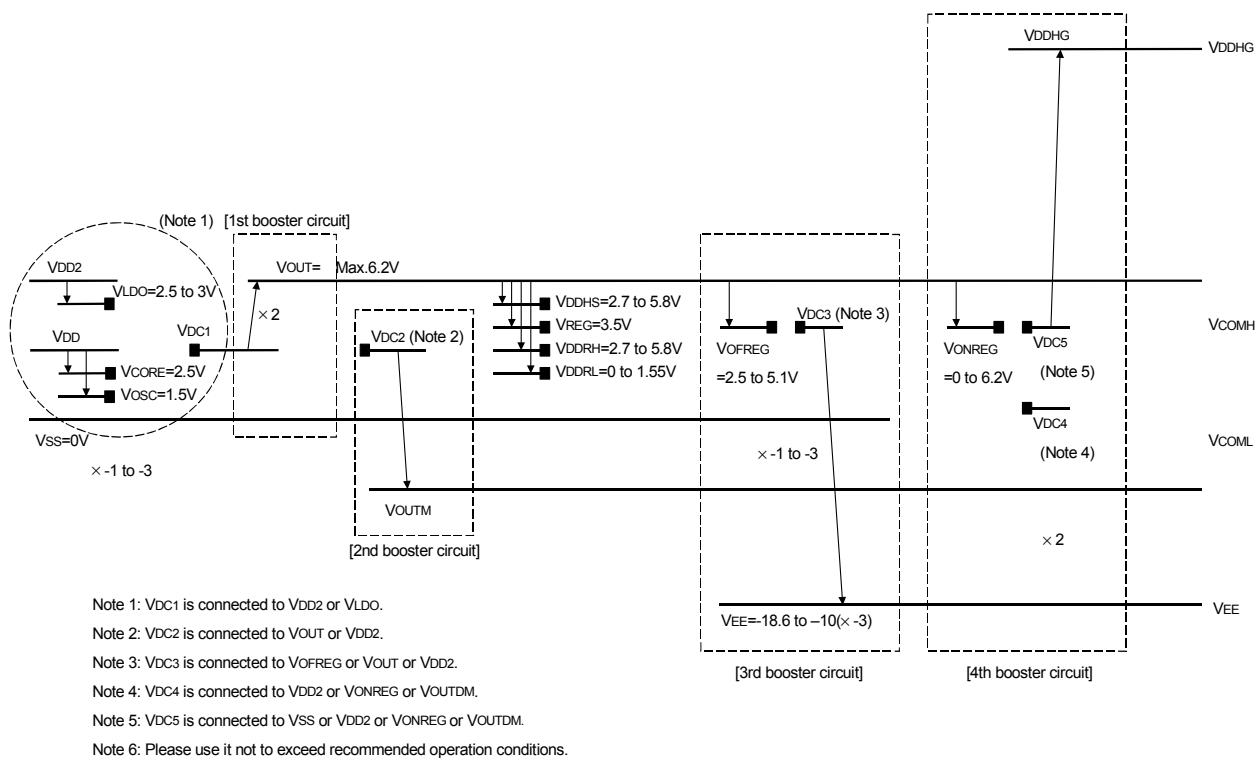 VDDHG
VDDHG
(Note 1)
[1st booster circuit]
VDD2
VOUT= Max.6.2V
VLDO=2.5 to 3V
× 2
VDD
VDC1
VCORE=2.5V
VOSC=1.5V
VSS=0V
× -1 to -3
VDC2 (Note 2)
VOUTM
[2nd booster circuit]
VDDHS=2.7 to 5.8V
VREG=3.5V
VDDRH=2.7 to 5.8V
VDDRL=0 to 1.55V
VDC3 (Note 3)
VOFREG
=2.5 to 5.1V
× -1 to -3
VEE=-18.6 to –10(× -3)
[3rd booster circuit]
VONREG
=0 to 6.2V
VDC5
(Note 5)
VDC4
(Note 4)
× 2
[4th booster circuit]
VCOMH
VCOML
VEE
Note 1: VDC1 is connected to VDD2 or VLDO.
Note 2: VDC2 is connected to VOUT or VDD2.
Note 3: VDC3 is connected to VOFREG or VOUT or VDD2.
Note 4: VDC4 is connected to VDD2 or VONREG or VOUTDM.
Note 5: VDC5 is connected to VSS or VDD2 or VONREG or VOUTDM.
Note 6: Please use it not to exceed recommended operation conditions.